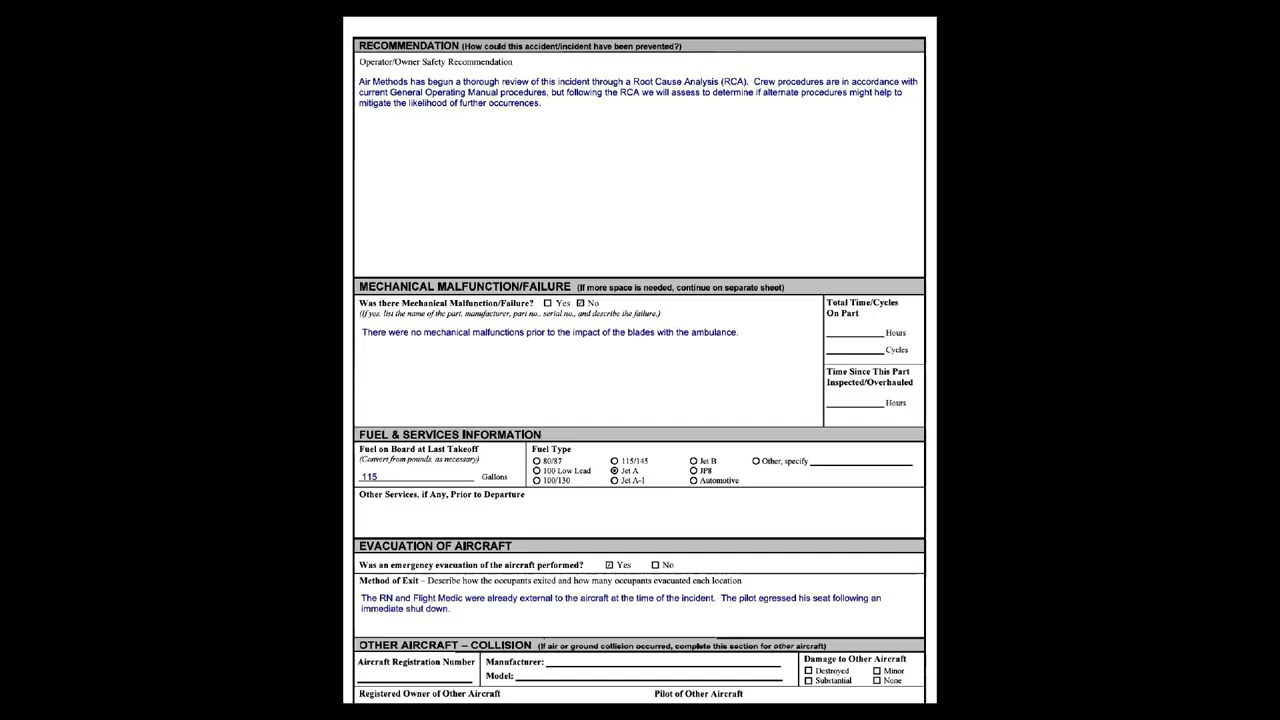 RECOMMENDATION (How could this accident/incident have been prevented?)
Operator/Owner Safety Recommendation
Air Methods has begun a thorough review of this incident through a Root Cause Analysis (RCA). Crew procedures are in accordance with
current General Operating Manual procedures, but following the RCA we will assess to determine if alternate procedures might help to
mitigate the likelihood of further occurrences.
MECHANICAL MALFUNCTION/FAILURE (If more space is needed, continue on separate sheet)
Was there Mechanical Malfunction/Failure? Yes No
(If yes, list the name of the part, manufacturer, part no., serial no., and describe the failure.)
There were no mechanical malfunctions prior to the impact of the blades with the ambulance.
Total Time/Cycles
On Part
Hours
Cycles
Time Since This Part
Inspected/Overhauled
Hours
FUEL & SERVICES INFORMATION
Fuel on Board at Last Takeoff
(Convert from pounds, as necessary)
115 Gallons
Fuel Type
80/87 115/145 Jet B Other, specify
100 Low Lead Jet A JP8
100/130 Jet A-1 Automotive
Other Services, if Any, Prior to Departure
EVACUATION OF AIRCRAFT
Was an emergency evacuation of the aircraft performed? Yes No
Method of Exit – Describe how the occupants exited and how many occupants evacuated each location
The RN and Flight Medic were already external to the aircraft at the time of the incident. The pilot egressed his seat following an
immediate shut down.
OTHER AIRCRAFT – COLLISION (If air or ground collision occurred, complete this section for other aircraft)
Aircraft Registration Number
Manufacturer:
Model:
Damage to Other Aircraft
Destroyed Minor
Substantial None
Registered Owner of Other Aircraft Pilot of Other Aircraft